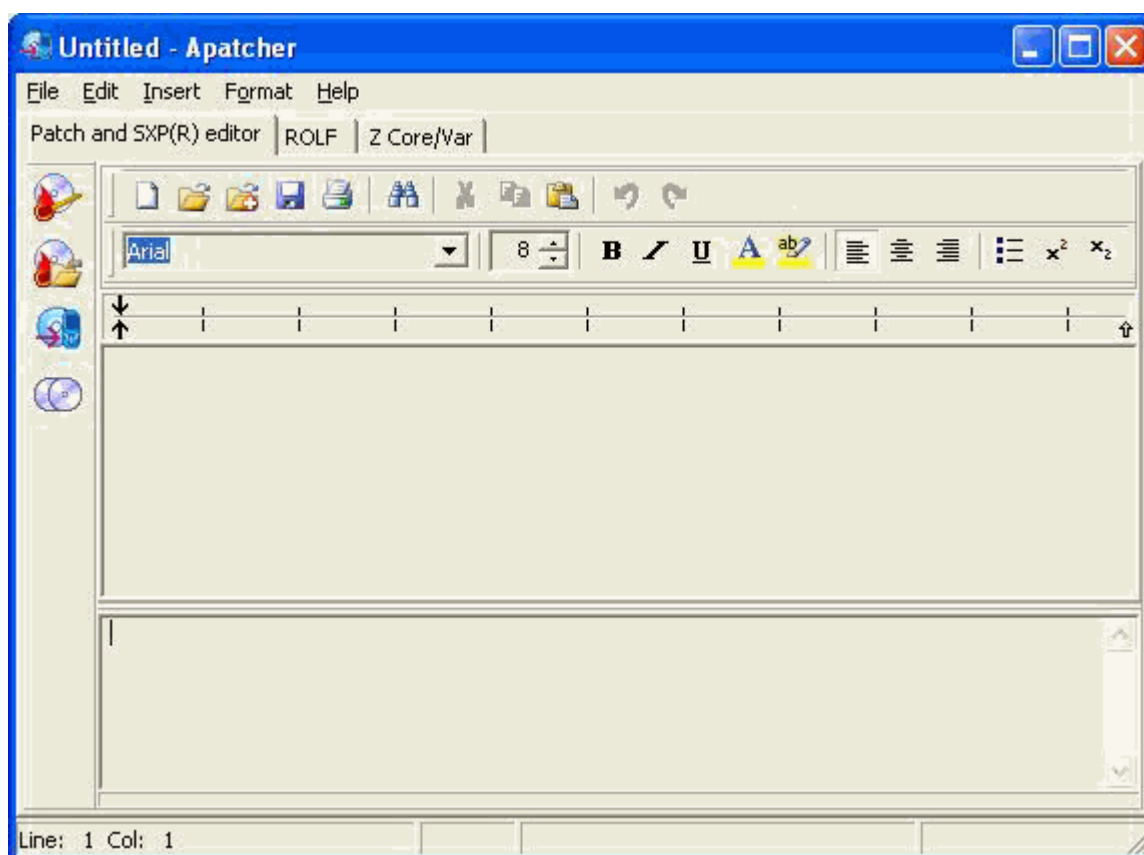 Untitled - Apatcher
File Edit Insert Format Help
Patch and SXP(R) editor ROLF Z Core/Var
Arial 8 B I U A ab x² x₂
Line: 1 Col: 1